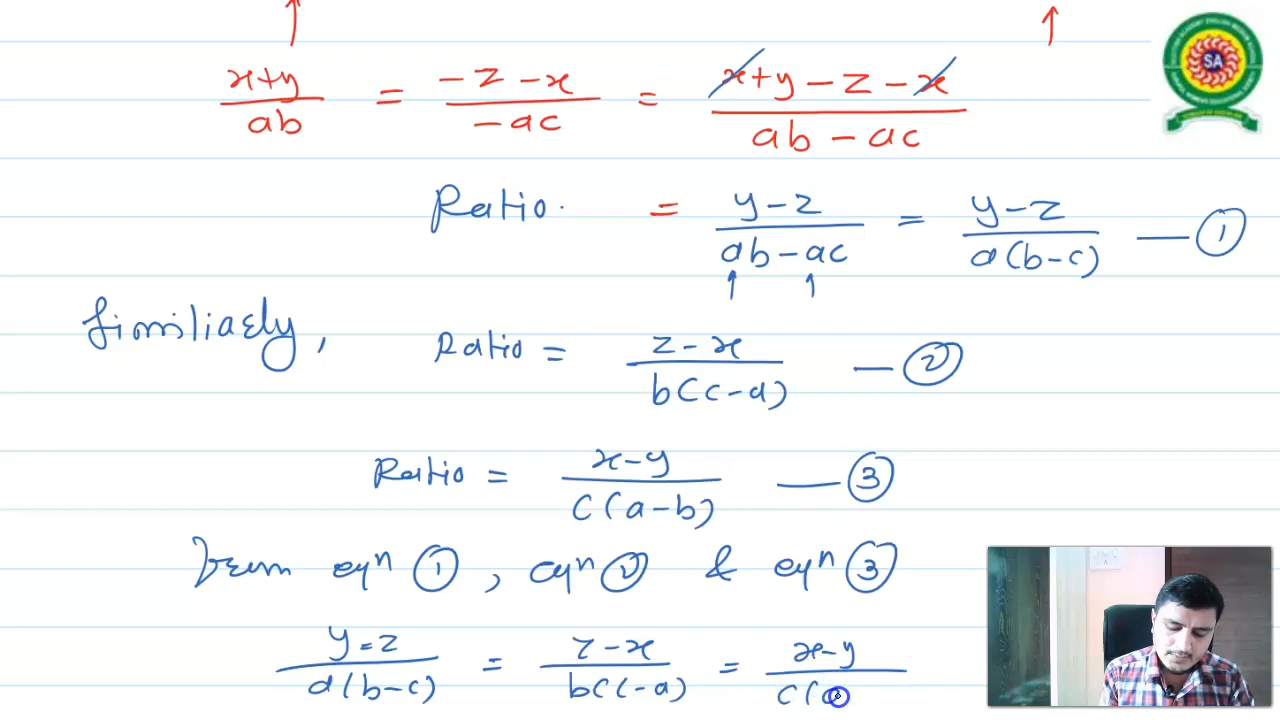 x+y/ab = -z-x/-ac = x+y-z-x/ab-ac
Ratio. = y-z/ab-ac = y-z/a(b-c) — ①
Similiarly, Ratio = z-x/b(c-a) — ②
Ratio = x-y/c(a-b) — ③
From eqn ①, eqn ② & eqn ③
y-z/a(b-c) = z-x/b(c-a) = x-y/c(a
SA